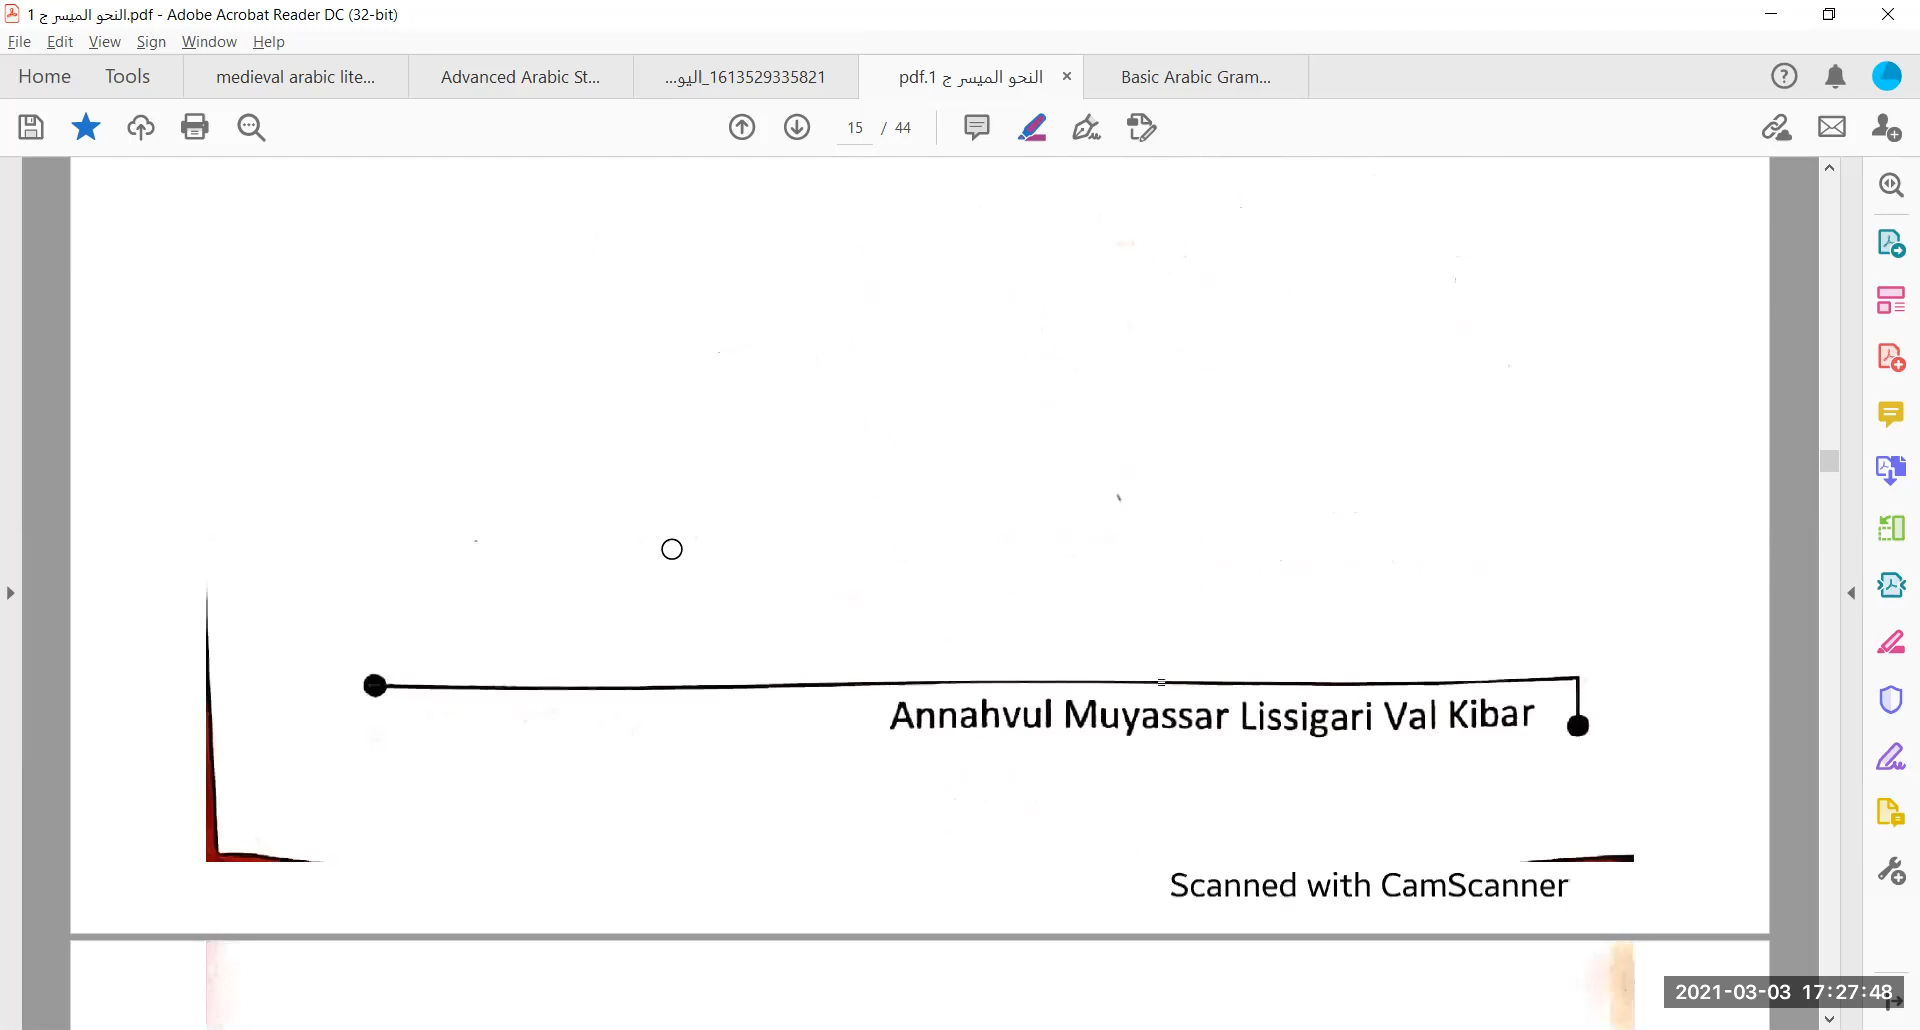 النحو الميسر ج 1.pdf - Adobe Acrobat Reader DC (32-bit)
File Edit View Sign Window Help
Home Tools medieval arabic lite... Advanced Arabic St... ...اليو_1613529335821 النحو الميسر ج 1.pdf × Basic Arabic Gram...
15 / 44
Annahvul Muyassar Lissigari Val Kibar
Scanned with CamScanner
2021-03-03 17:27:48